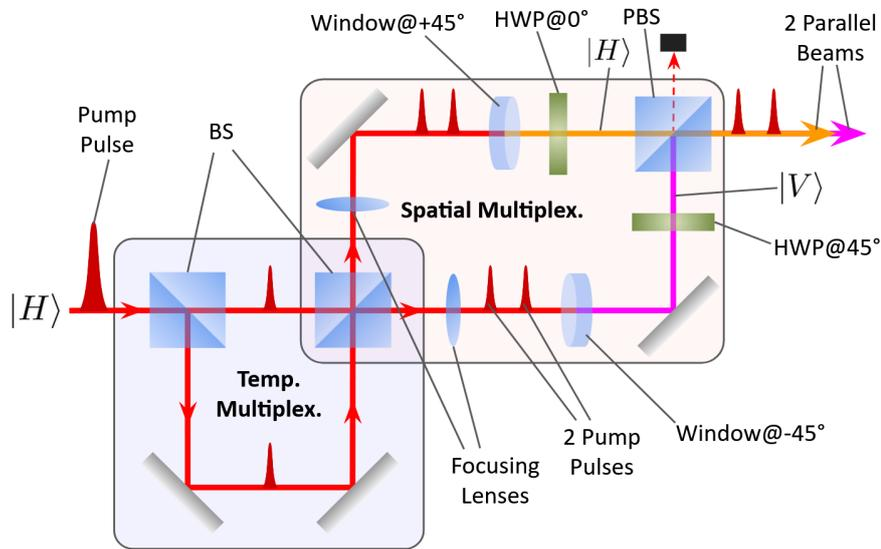 Window@+45°
HWP@0°
PBS
2 Parallel
Beams
|H⟩
Pump
Pulse
BS
|V⟩
Spatial Multiplex.
HWP@45°
|H⟩
Temp.
Multiplex.
Focusing
Lenses
2 Pump
Pulses
Window@-45°